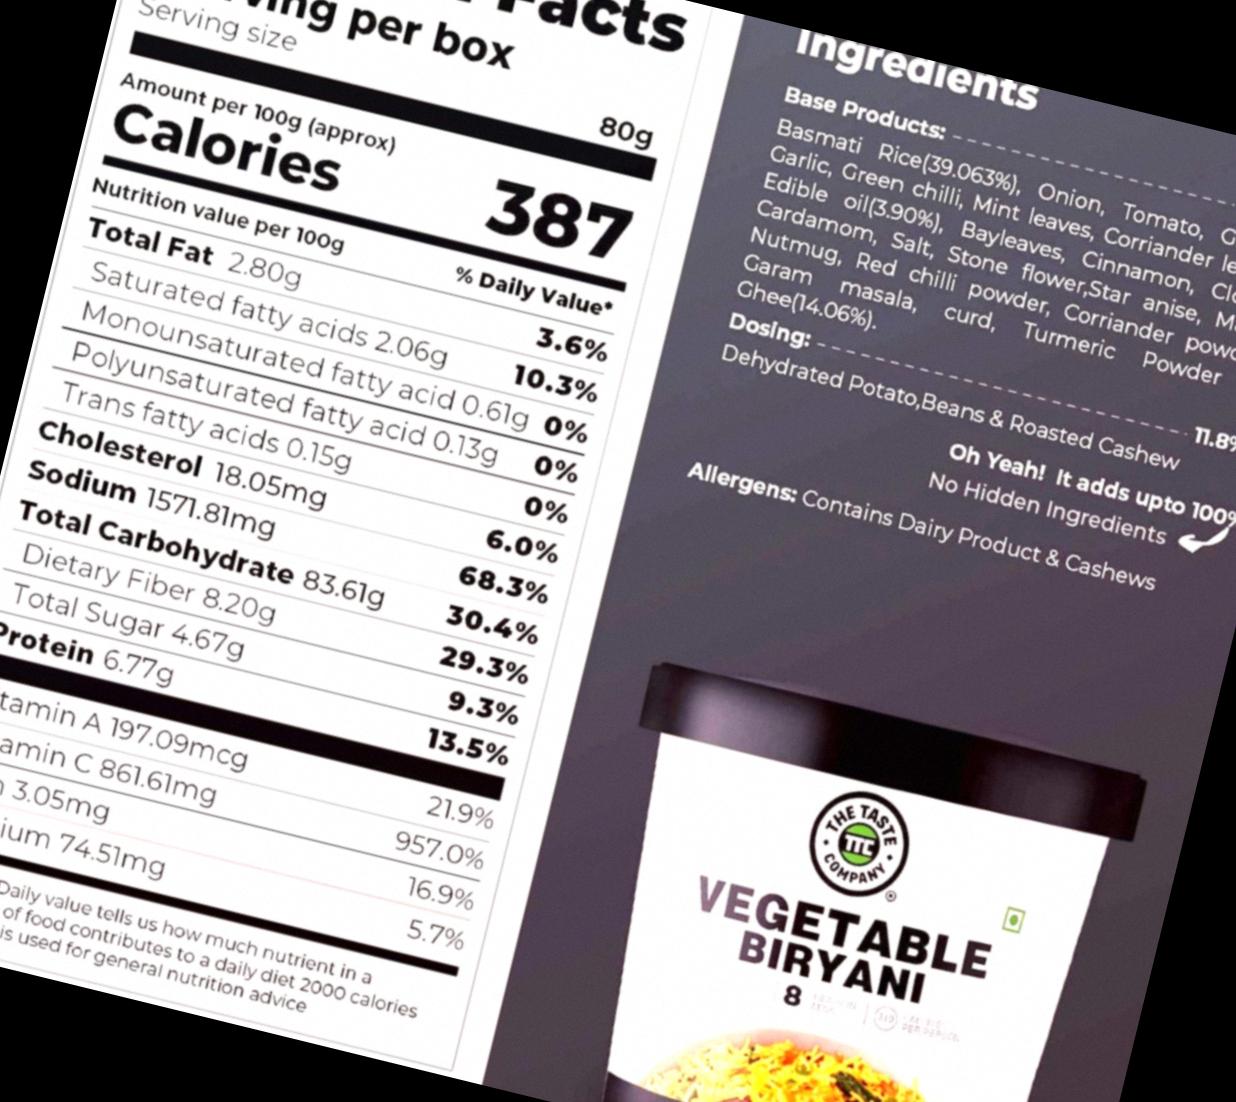 Facts
ving per box
Serving size
80g
Amount per 100g (approx)
Calories
387
Nutrition value per 100g
% Daily Value*
Total Fat 2.80g
3.6%
Saturated fatty acids 2.06g
10.3%
Monounsaturated fatty acid 0.61g
0%
Polyunsaturated fatty acid 0.13g
0%
Trans fatty acids 0.15g
0%
Cholesterol 18.05mg
6.0%
Sodium 1571.81mg
68.3%
Total Carbohydrate 83.61g
30.4%
Dietary Fiber 8.20g
29.3%
Total Sugar 4.67g
9.3%
Protein 6.77g
13.5%
tamin A 197.09mcg
21.9%
amin C 861.61mg
957.0%
3.05mg
16.9%
ium 74.51mg
5.7%
Daily value tells us how much nutrient in a
of food contributes to a daily diet 2000 calories
is used for general nutrition advice
Ingredients
Base Products:
Basmati Rice(39.063%), Onion, Tomato, G
Garlic, Green chilli, Mint leaves, Corriander le
Edible oil(3.90%), Bayleaves, Cinnamon, Clo
Cardamom, Salt, Stone flower,Star anise, M
Nutmug, Red chilli powder, Corriander powd
Garam masala, curd, Turmeric Powder
Ghee(14.06%).
Dosing:
11.8%
Dehydrated Potato,Beans & Roasted Cashew
Oh Yeah! It adds upto 100%
No Hidden Ingredients
Allergens: Contains Dairy Product & Cashews
THE TASTE
TTC
COMPANY
®
VEGETABLE
BIRYANI
8